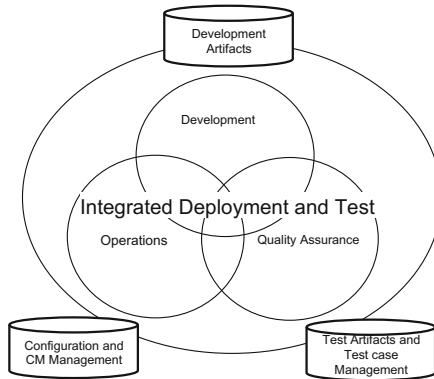 Development
Artifacts
Development
Integrated Deployment and Test
Operations
Quality Assurance
Configuration and
CM Management
Test Artifacts and
Test case
Management